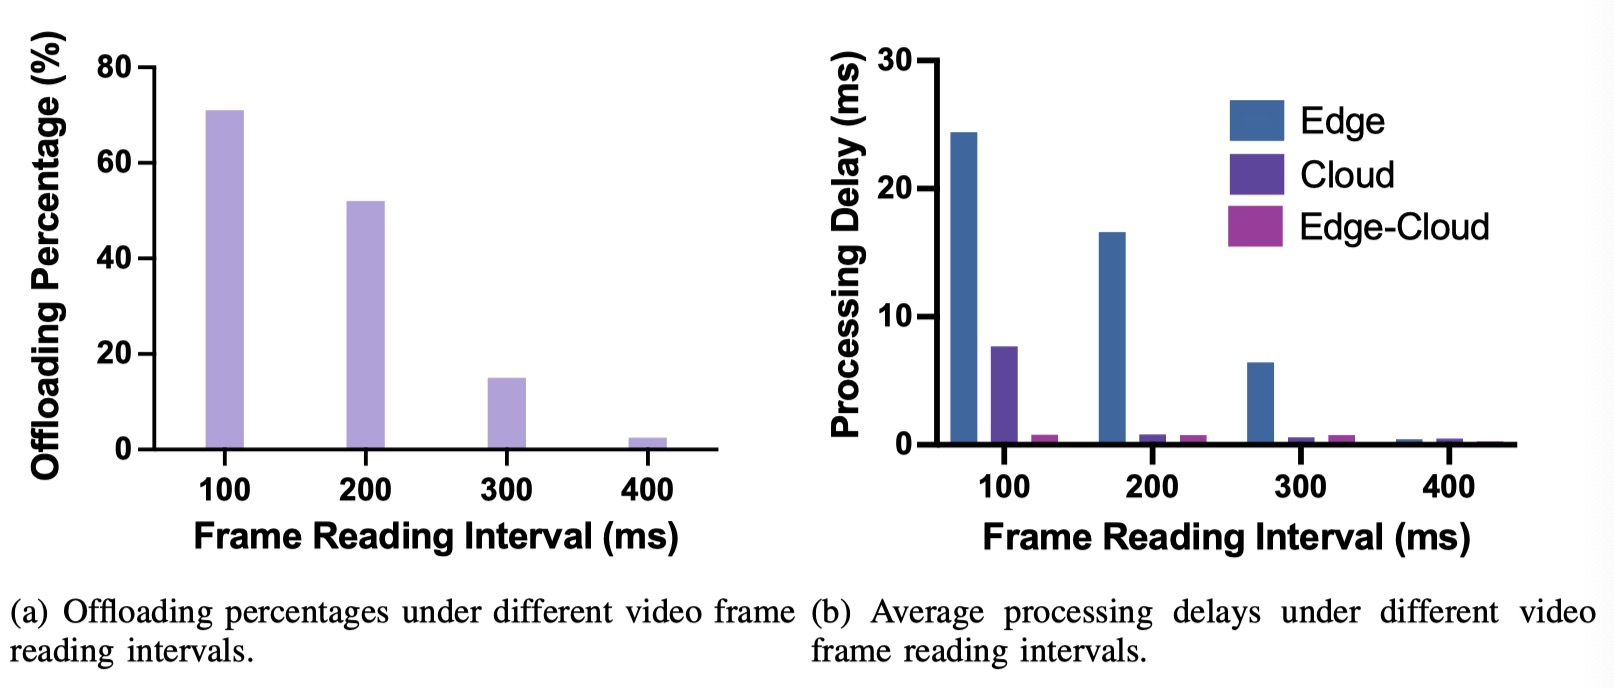 Offloading Percentage (%)
80
60
40
20
0
100 200 300 400
Frame Reading Interval (ms)
(a) Offloading percentages under different video frame
reading intervals.
Processing Delay (ms)
30
20
10
0
Edge
Cloud
Edge-Cloud
100 200 300 400
Frame Reading Interval (ms)
(b) Average processing delays under different video
frame reading intervals.